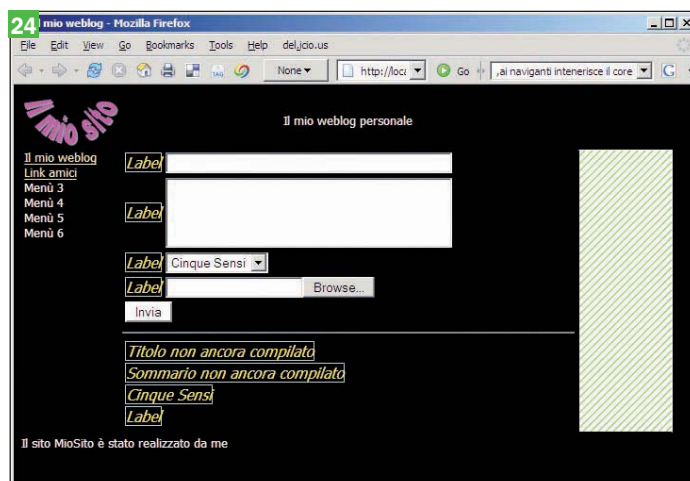 24
mio weblog - Mozilla Firefox
File Edit View Go Bookmarks Tools Help del.icio.us
TAG None http://loca Go ,ai naviganti intenerisce il core G
Il mio sito
Il mio weblog personale
Il mio weblog
Link amici
Menù 3
Menù 4
Menù 5
Menù 6
Label
Label
Label Cinque Sensi
Label Browse...
Invia
Titolo non ancora compilato
Sommario non ancora compilato
Cinque Sensi
Label
Il sito MioSito è stato realizzato da me